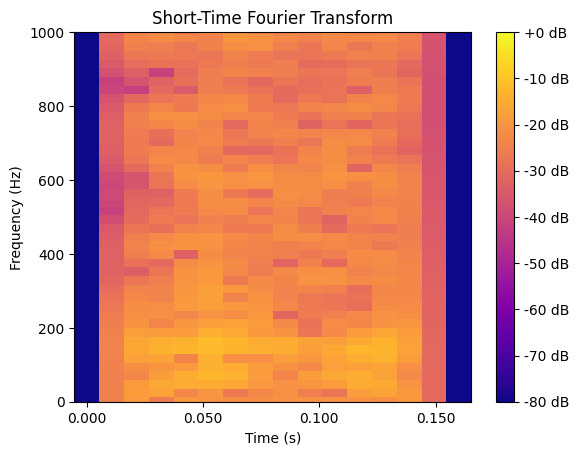 Short-Time Fourier Transform
Frequency (Hz)
1000
800
600
400
200
0
0.000
0.050
0.100
0.150
Time (s)
+0 dB
-10 dB
-20 dB
-30 dB
-40 dB
-50 dB
-60 dB
-70 dB
-80 dB